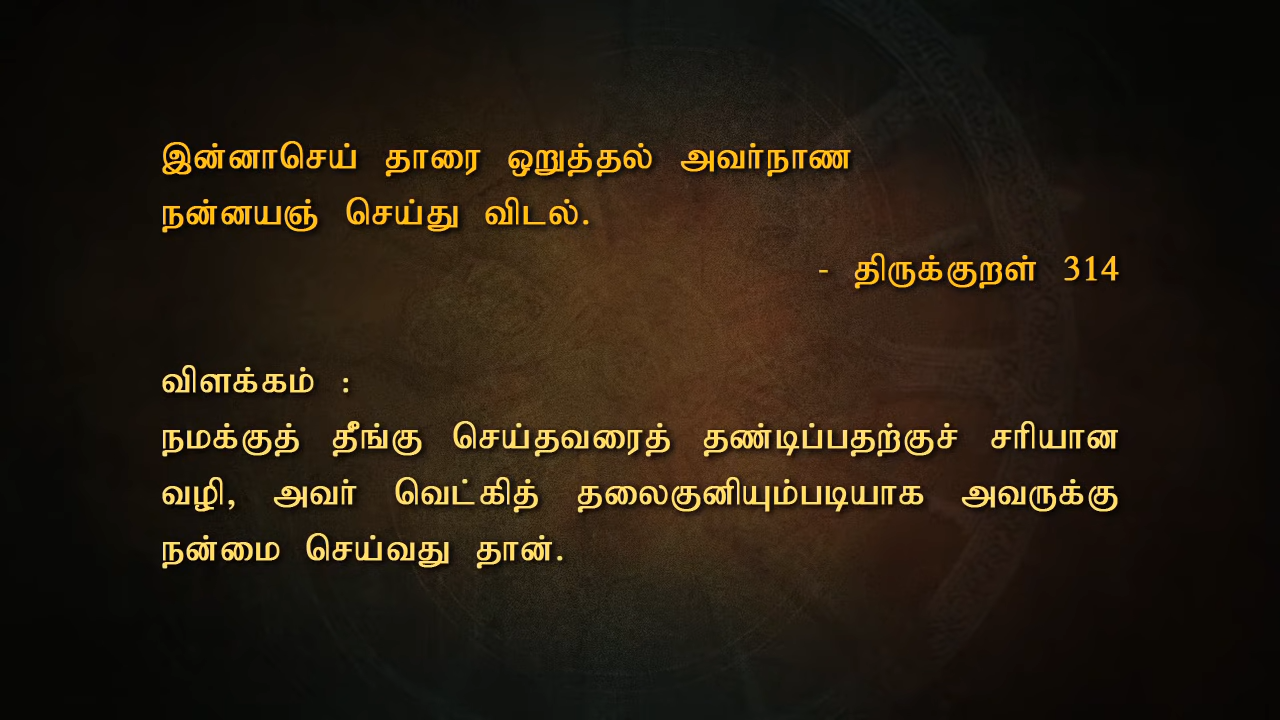 இன்னாசெய் தாரை ஒறுத்தல் அவர்நாண
நன்னயஞ் செய்து விடல்.
- திருக்குறள் 314
விளக்கம் :
நமக்குத் தீங்கு செய்தவரைத் தண்டிப்பதற்குச் சரியான
வழி, அவர் வெட்கித் தலைகுனியும்படியாக அவருக்கு
நன்மை செய்வது தான்.